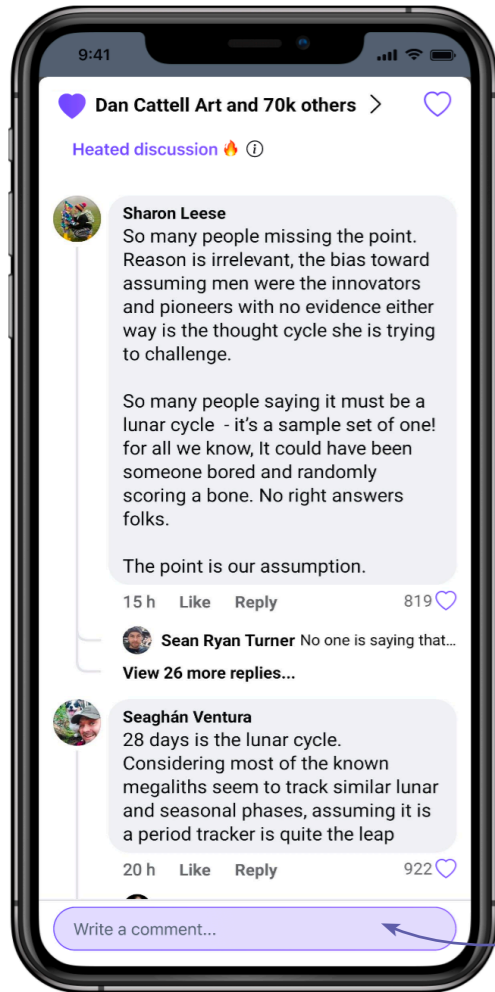 9:41
Dan Cattell Art and 70k others >
Heated discussion 🔥 ⓘ
Sharon Leese
So many people missing the point.
Reason is irrelevant, the bias toward
assuming men were the innovators
and pioneers with no evidence either
way is the thought cycle she is trying
to challenge.
So many people saying it must be a
lunar cycle - it’s a sample set of one!
for all we know, It could have been
someone bored and randomly
scoring a bone. No right answers
folks.
The point is our assumption.
15 h Like Reply 819
Sean Ryan Turner No one is saying that...
View 26 more replies...
Seaghán Ventura
28 days is the lunar cycle.
Considering most of the known
megaliths seem to track similar lunar
and seasonal phases, assuming it is
a period tracker is quite the leap
20 h Like Reply 922
Write a comment...